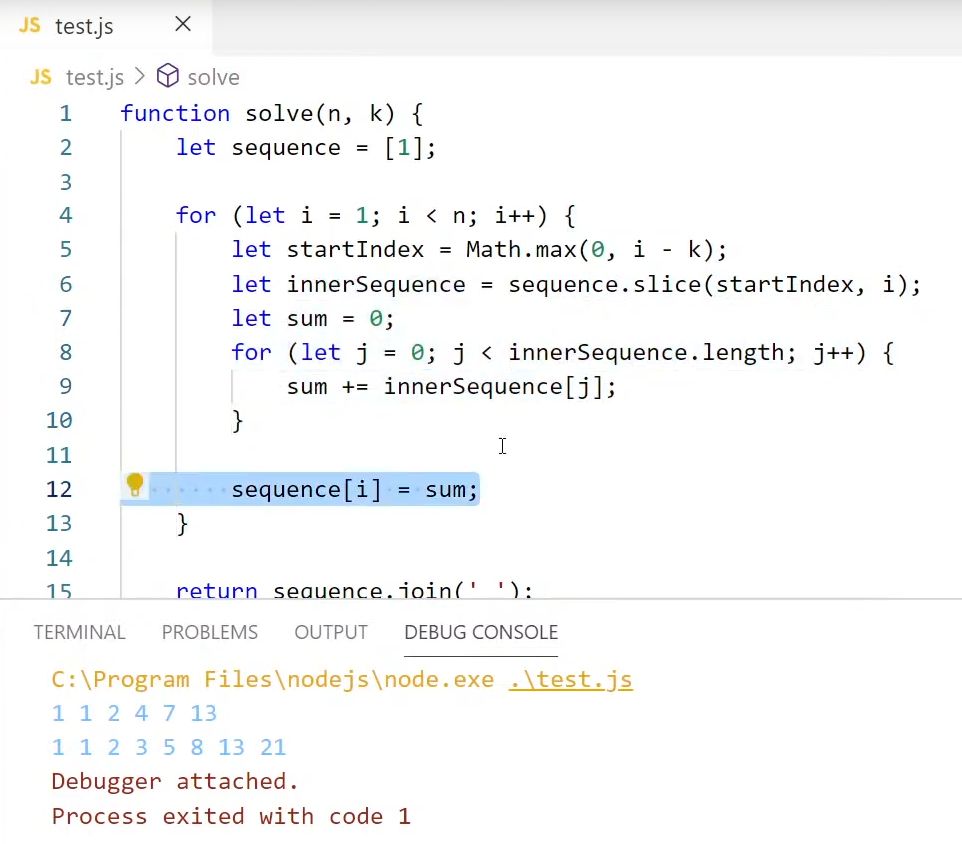 JS test.js ×
JS test.js > solve
1 function solve(n, k) {
2 let sequence = [1];
3
4 for (let i = 1; i < n; i++) {
5 let startIndex = Math.max(0, i - k);
6 let innerSequence = sequence.slice(startIndex, i);
7 let sum = 0;
8 for (let j = 0; j < innerSequence.length; j++) {
9 sum += innerSequence[j];
10 }
11
12 sequence[i] = sum;
13 }
14
15 return sequence.join(' ');
TERMINAL PROBLEMS OUTPUT DEBUG CONSOLE
C:\Program Files\nodejs\node.exe .\test.js
1 1 2 4 7 13
1 1 2 3 5 8 13 21
Debugger attached.
Process exited with code 1